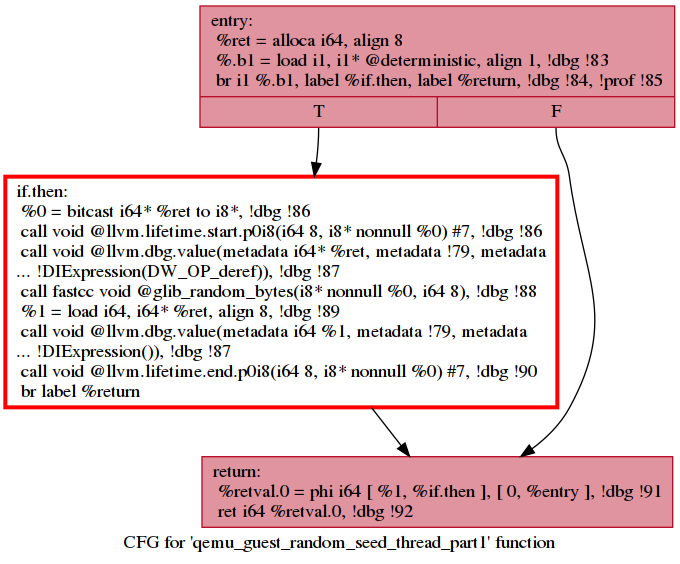 entry:
%ret = alloca i64, align 8
%.b1 = load i1, i1* @deterministic, align 1, !dbg !83
br i1 %.b1, label %if.then, label %return, !dbg !84, !prof !85
T F
if.then:
%0 = bitcast i64* %ret to i8*, !dbg !86
call void @llvm.lifetime.start.p0i8(i64 8, i8* nonnull %0) #7, !dbg !86
call void @llvm.dbg.value(metadata i64* %ret, metadata !79, metadata
... !DIExpression(DW_OP_deref)), !dbg !87
call fastcc void @glib_random_bytes(i8* nonnull %0, i64 8), !dbg !88
%1 = load i64, i64* %ret, align 8, !dbg !89
call void @llvm.dbg.value(metadata i64 %1, metadata !79, metadata
... !DIExpression()), !dbg !87
call void @llvm.lifetime.end.p0i8(i64 8, i8* nonnull %0) #7, !dbg !90
br label %return
return:
%retval.0 = phi i64 [ %1, %if.then ], [ 0, %entry ], !dbg !91
ret i64 %retval.0, !dbg !92
CFG for 'qemu_guest_random_seed_thread_part1' function